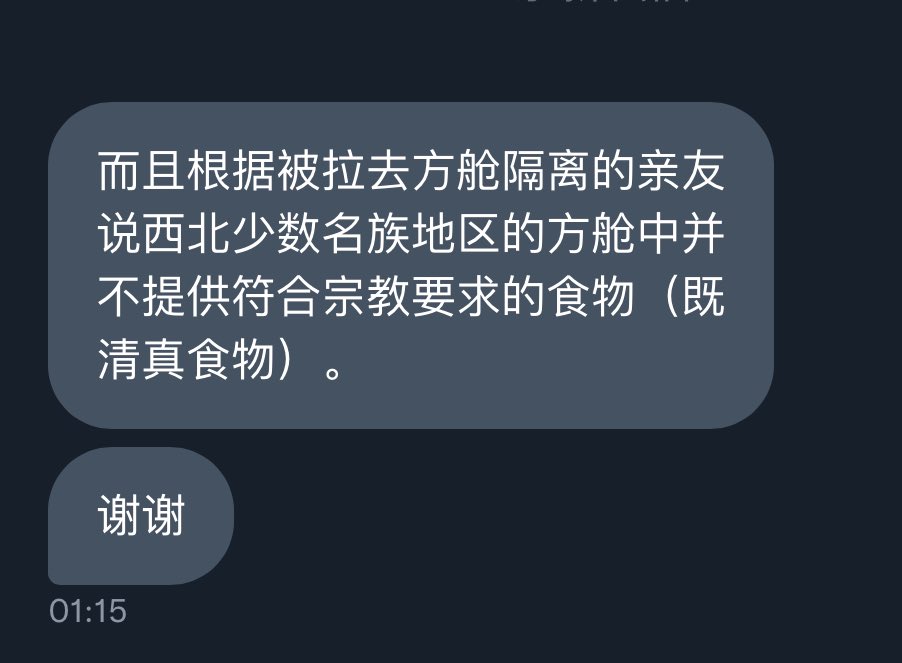 而且根据被拉去方舱隔离的亲友
说西北少数名族地区的方舱中并
不提供符合宗教要求的食物（既
清真食物）。
谢谢
01:15